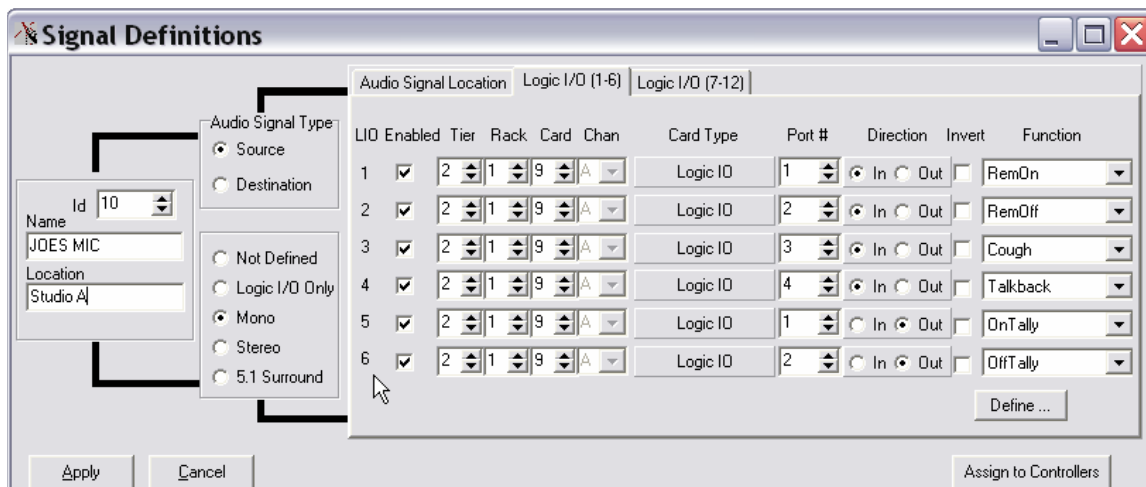 Signal Definitions
Audio Signal Location Logic I/O (1-6) Logic I/O (7-12)
Audio Signal Type
Source
Destination
Id 10
Name
JOES MIC
Location
Studio A
Not Defined
Logic I/O Only
Mono
Stereo
5.1 Surround
LIO Enabled Tier Rack Card Chan Card Type Port # Direction Invert Function
1 2 1 9 A Logic IO 1 In Out RemOn
2 2 1 9 A Logic IO 2 In Out RemOff
3 2 1 9 A Logic IO 3 In Out Cough
4 2 1 9 A Logic IO 4 In Out Talkback
5 2 1 9 A Logic IO 1 In Out OnTally
6 2 1 9 A Logic IO 2 In Out OffTally
Define ...
Apply Cancel Assign to Controllers